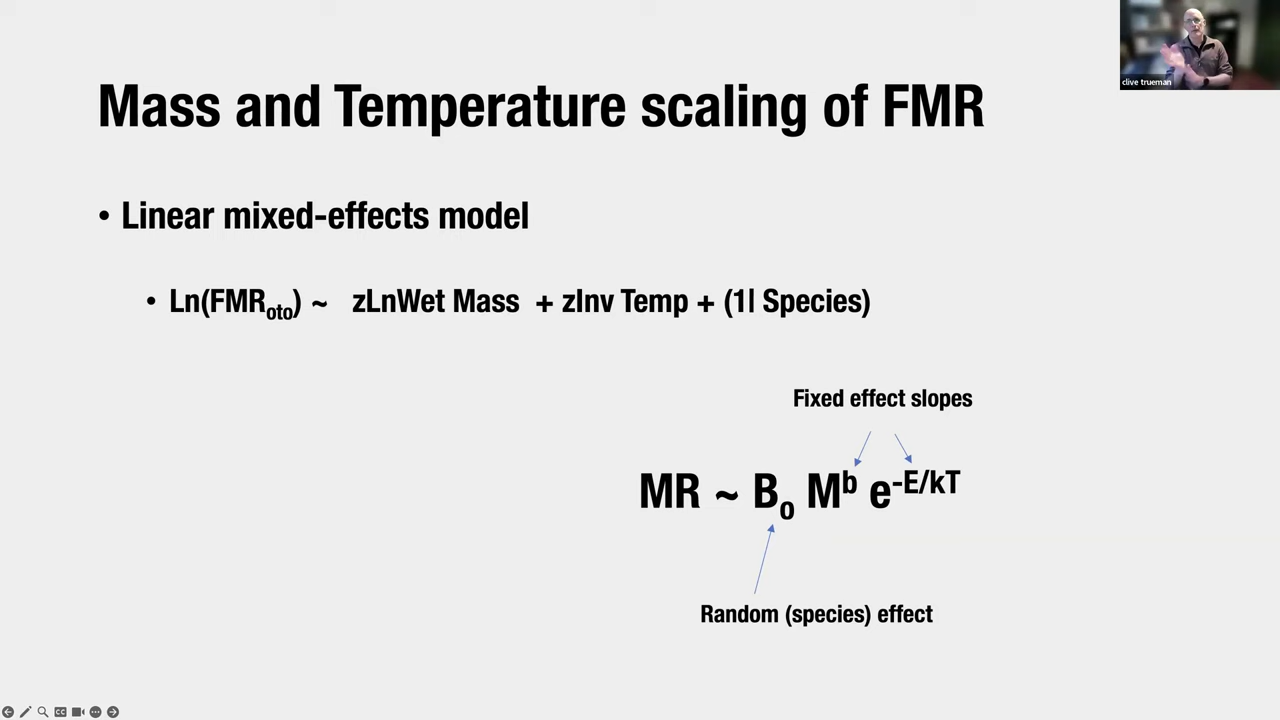 clive trueman
Mass and Temperature scaling of FMR
• Linear mixed-effects model
• Ln(FMRoto) ~ zLnWet Mass + zInv Temp + (1| Species)
Fixed effect slopes
MR ~ Bo Mb e-E/kT
Random (species) effect